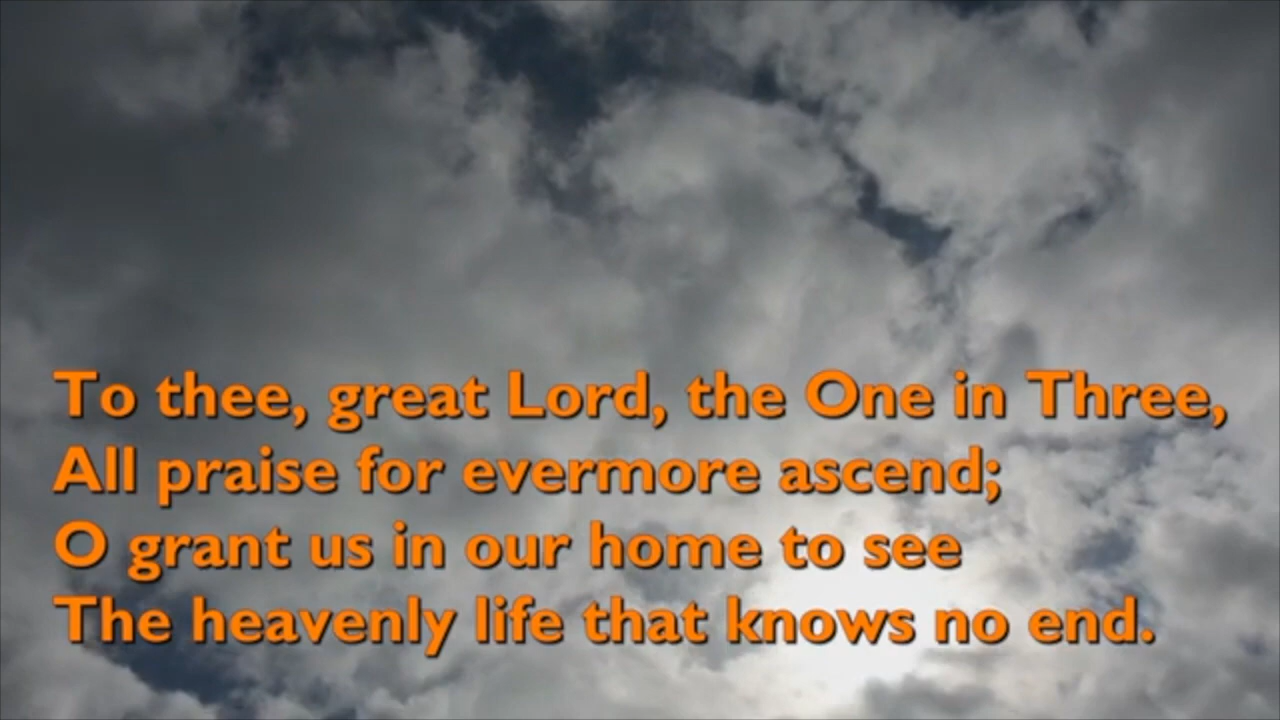 To thee, great Lord, the One in Three,
All praise for evermore ascend;
O grant us in our home to see
The heavenly life that knows no end.